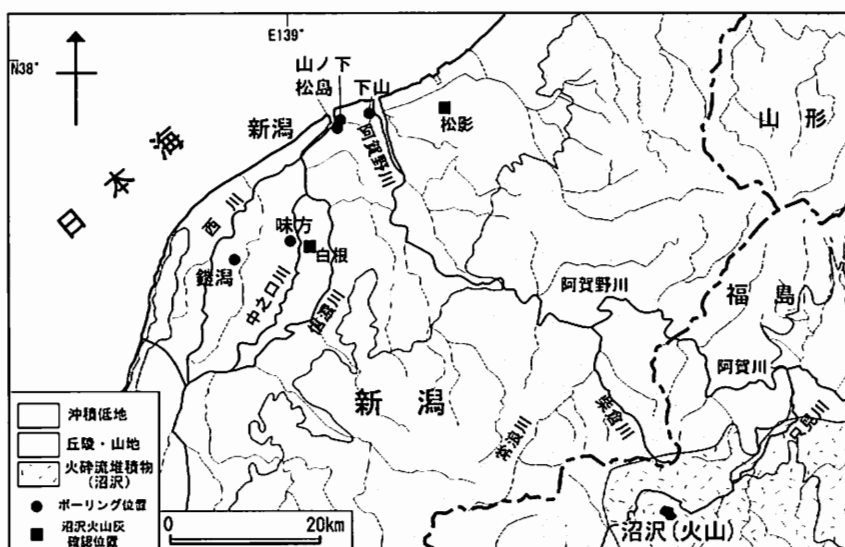 E139°
N38°
山ノ下
松島
下山
新潟
松影
山形
日本海
阿賀野川
西川
味方
白根
鎧潟
中之口川
信濃川
阿賀野川
福島
阿賀川
新潟
常浪川
柴倉川
只見川
沼沢(火山)
沖積低地
丘陵・山地
火砕流堆積物
(沼沢)
ボーリング位置
沼沢火山灰
確認位置
0 20km